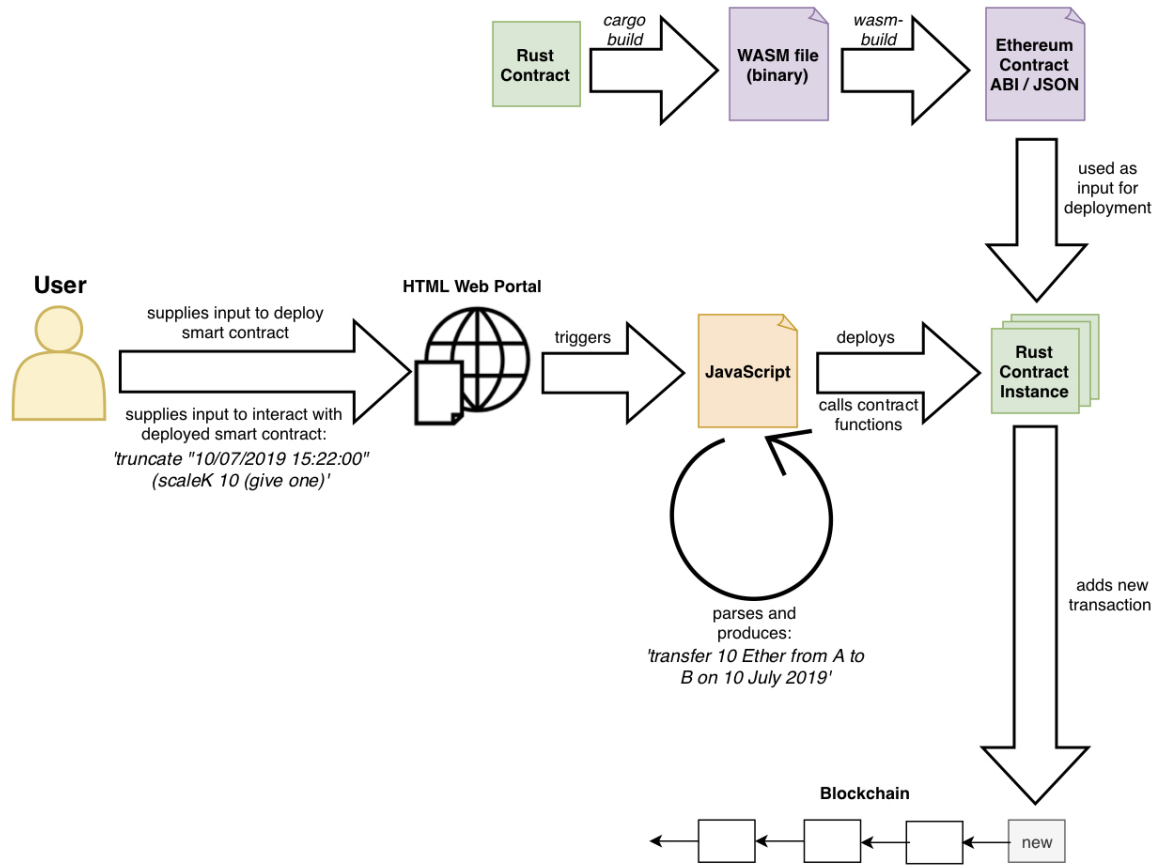 cargo
build
wasm-
build
Rust
Contract
WASM file
(binary)
Ethereum
Contract
ABI / JSON
used as
input for
deployment
User
HTML Web Portal
supplies input to deploy
smart contract
triggers
JavaScript
deploys
Rust
Contract
Instance
calls contract
functions
supplies input to interact with
deployed smart contract:
'truncate "10/07/2019 15:22:00"
(scaleK 10 (give one)'
parses and
produces:
'transfer 10 Ether from A to
B on 10 July 2019'
adds new
transaction
Blockchain
new